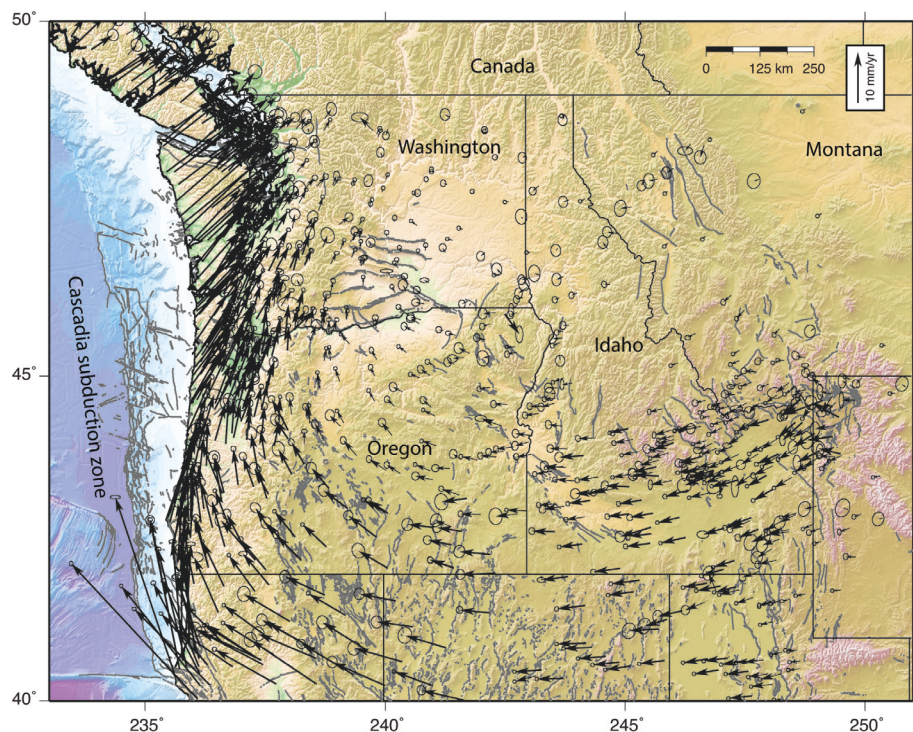 50°
Canada
0 125 km 250
10 mm/yr
Washington
Montana
Cascadia subduction zone
Idaho
45°
Oregon
40°
235° 240° 245° 250°